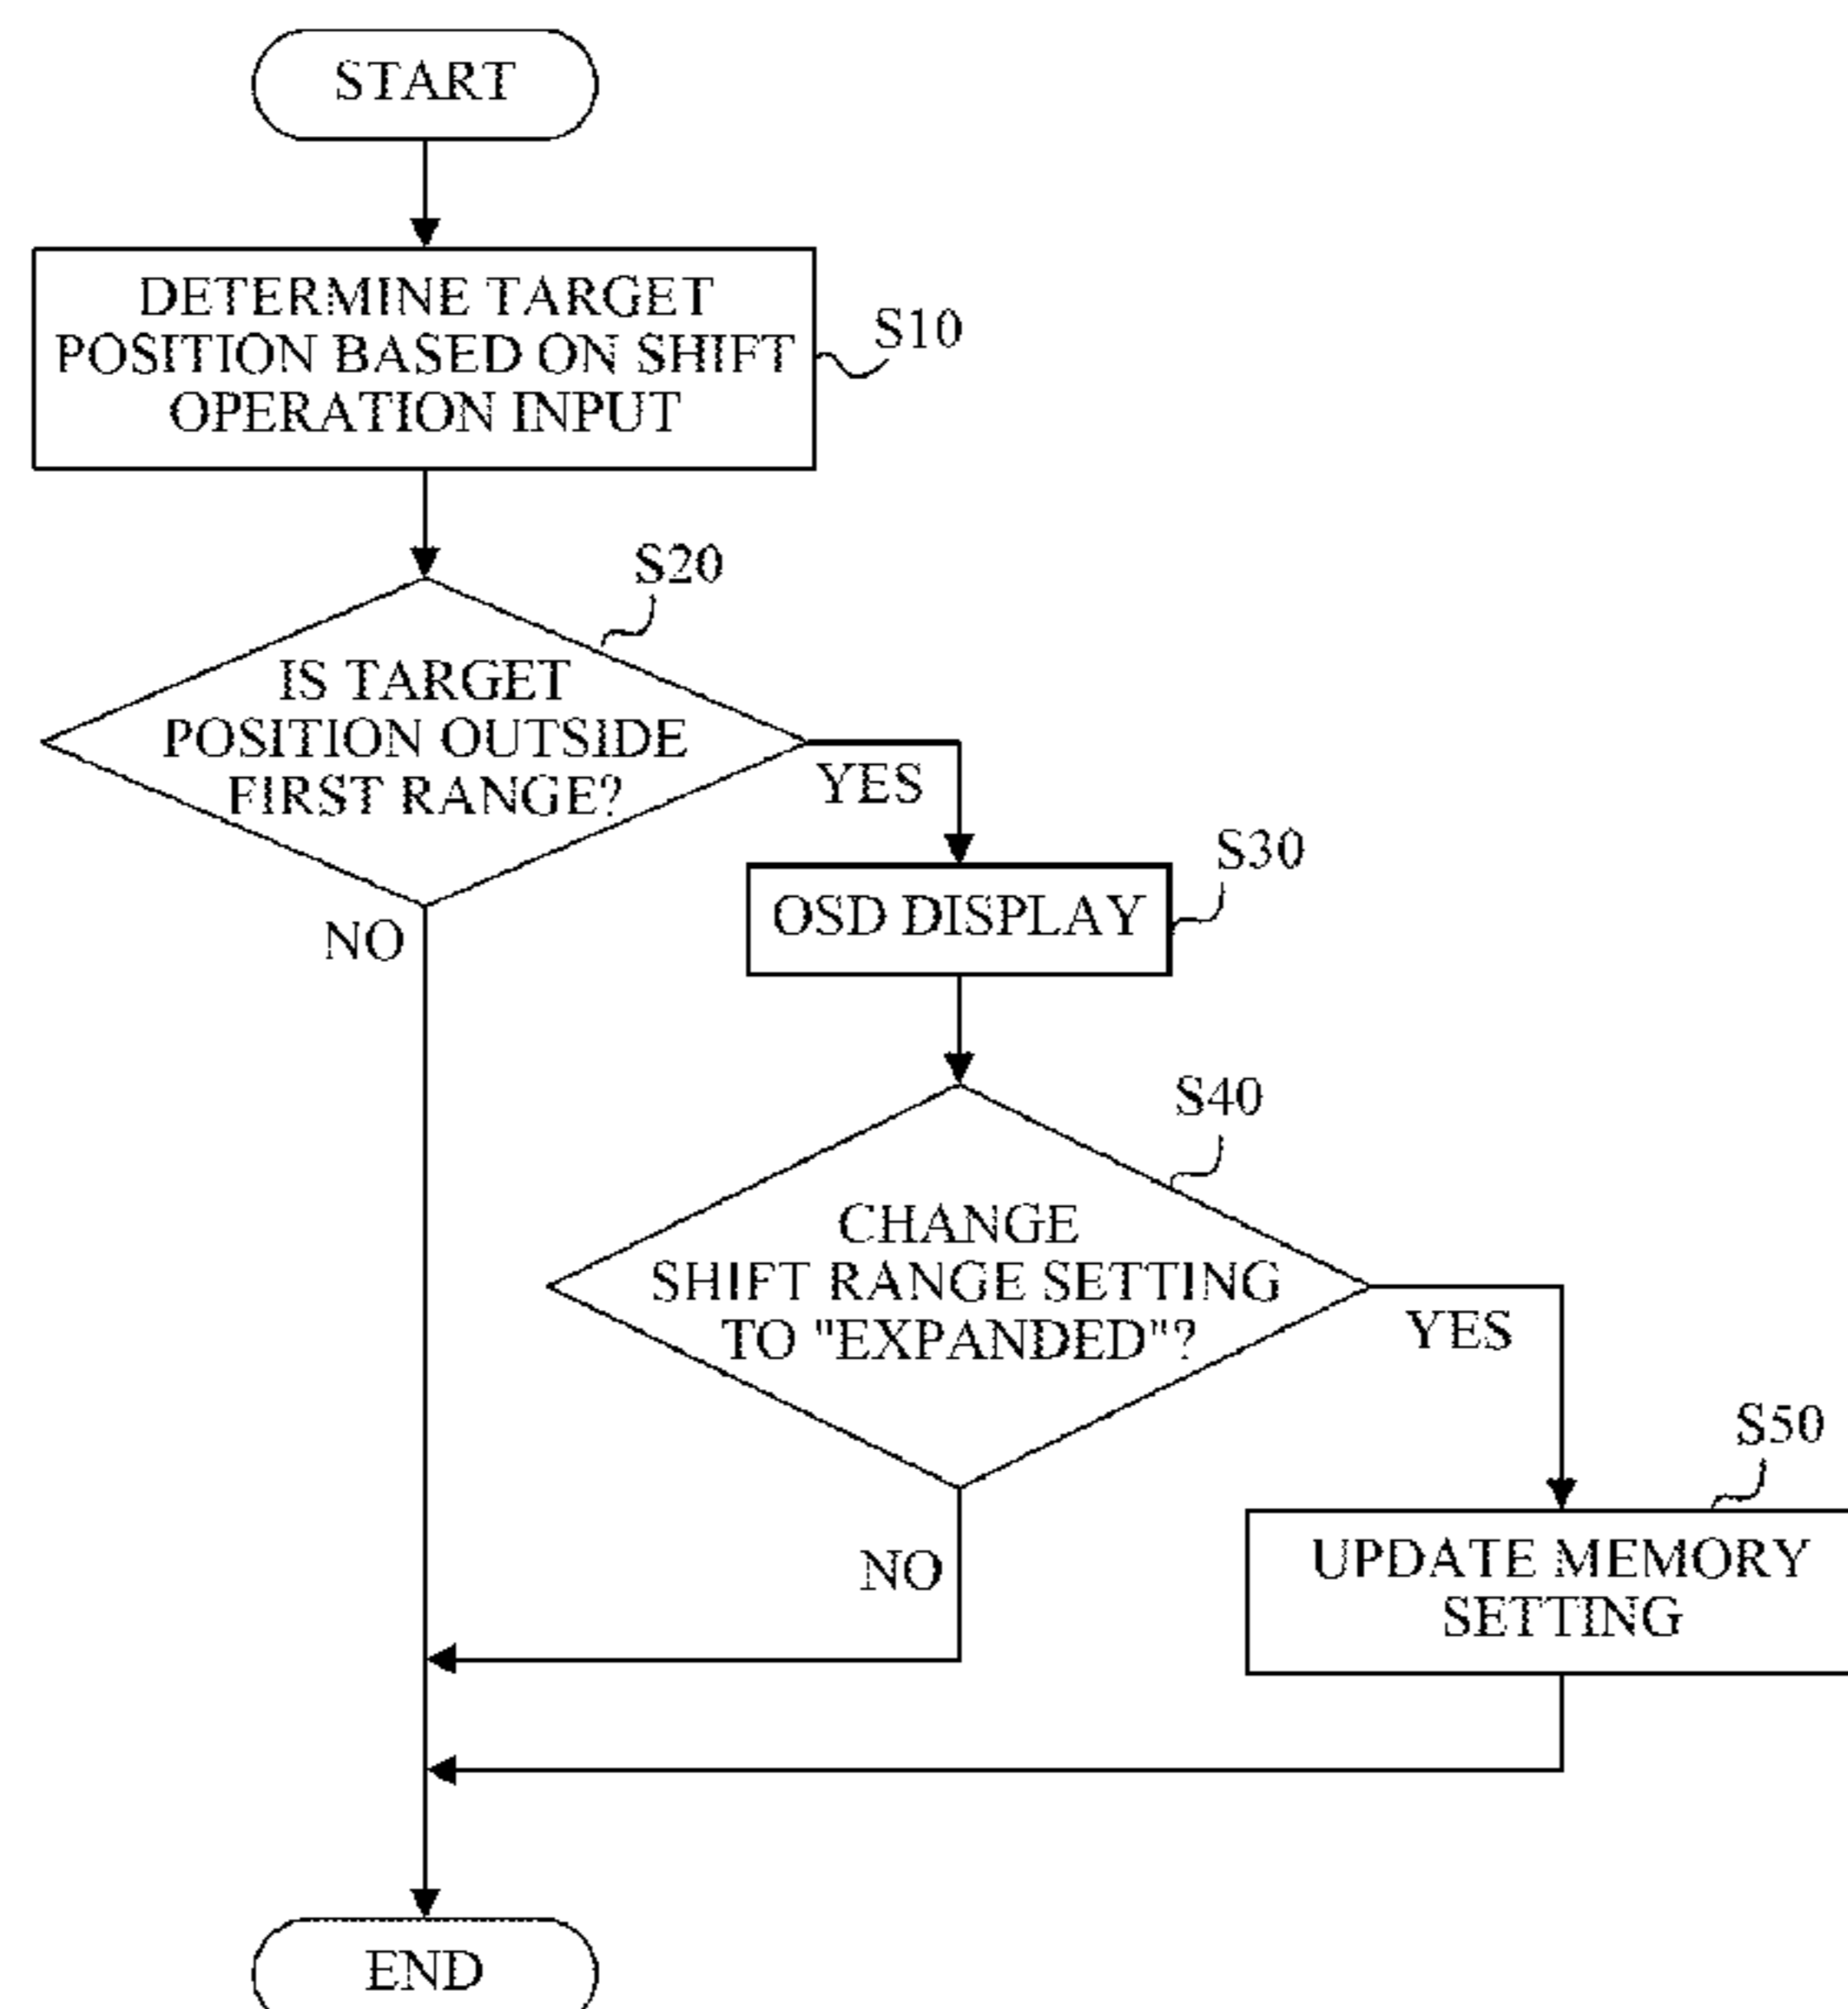 START
DETERMINE TARGET
POSITION BASED ON SHIFT
OPERATION INPUT
S10
S20
IS TARGET
POSITION OUTSIDE
FIRST RANGE?
YES
NO
S30
OSD DISPLAY
S40
CHANGE
SHIFT RANGE SETTING
TO "EXPANDED"?
YES
NO
S50
UPDATE MEMORY
SETTING
END